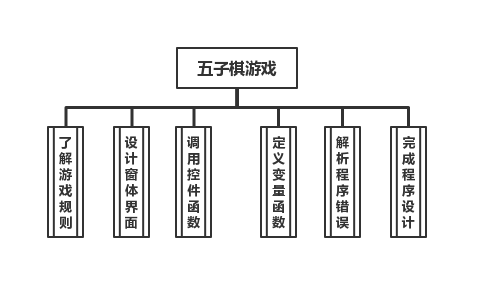 五子棋游戏
了解游戏规则
设计窗体界面
调用控件函数
定义变量函数
解析程序错误
完成程序设计